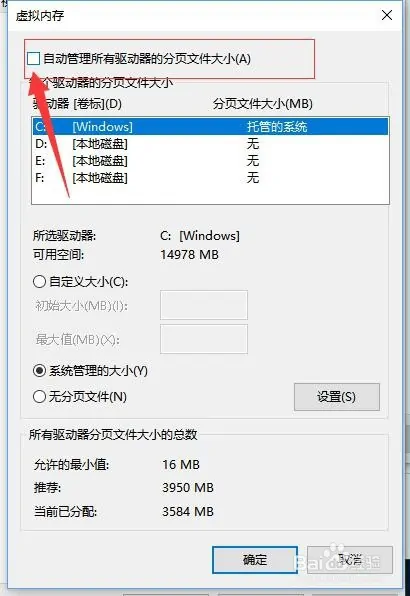 虚拟内存
自动管理所有驱动器的分页文件大小(A)
个驱动器的分页文件大小
驱动器 [卷标](D) 分页文件大小(MB)
C: [Windows] 托管的系统
D: [本地磁盘] 无
E: [本地磁盘] 无
F: [本地磁盘] 无
所选驱动器: C: [Windows]
可用空间: 14978 MB
自定义大小(C):
初始大小(MB)(I):
最大值(MB)(X):
系统管理的大小(Y)
无分页文件(N) 设置(S)
所有驱动器分页文件大小的总数
允许的最小值: 16 MB
推荐: 3950 MB
当前已分配: 3584 MB
确定 取消
Baidu 经验